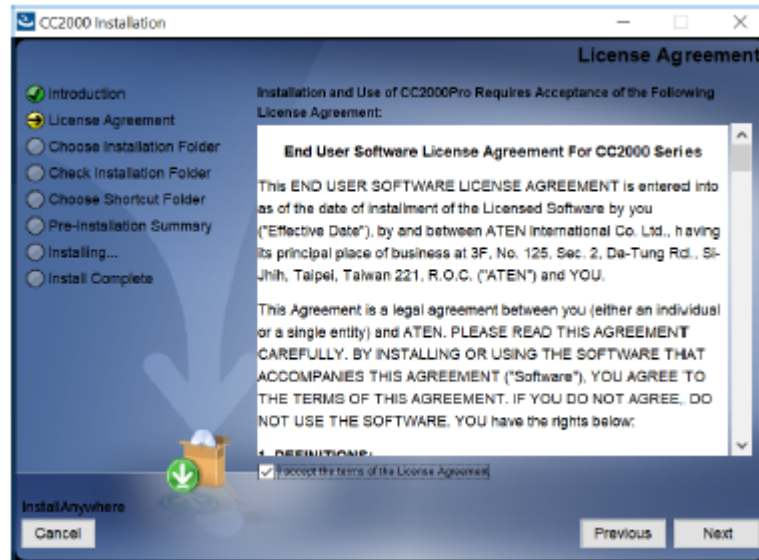 CC2000 Installation
License Agreement
Introduction
License Agreement
Choose Installation Folder
Check Installation Folder
Choose Shortcut Folder
Pre-Installation Summary
Installing...
Install Complete
Installation and Use of CC2000Pro Requires Acceptance of the Following
License Agreement:
End User Software License Agreement For CC2000 Series
This END USER SOFTWARE LICENSE AGREEMENT is entered into
as of the date of installment of the Licensed Software by you
("Effective Date"), by and between ATEN International Co. Ltd., having
its principal place of business at 3F, No. 125, Sec. 2, Da-Tung Rd., Si-
Jhih, Taipei, Taiwan 221, R.O.C. ("ATEN") and YOU.
This Agreement is a legal agreement between you (either an individual
or a single entity) and ATEN. PLEASE READ THIS AGREEMENT
CAREFULLY. BY INSTALLING OR USING THE SOFTWARE THAT
ACCOMPANIES THIS AGREEMENT ("Software"), YOU AGREE TO
THE TERMS OF THIS AGREEMENT. IF YOU DO NOT AGREE, DO
NOT USE THE SOFTWARE. YOU have the rights below:
1. DEFINITIONS:
I accept the terms of the License Agreement
InstallAnywhere
Cancel
Previous
Next